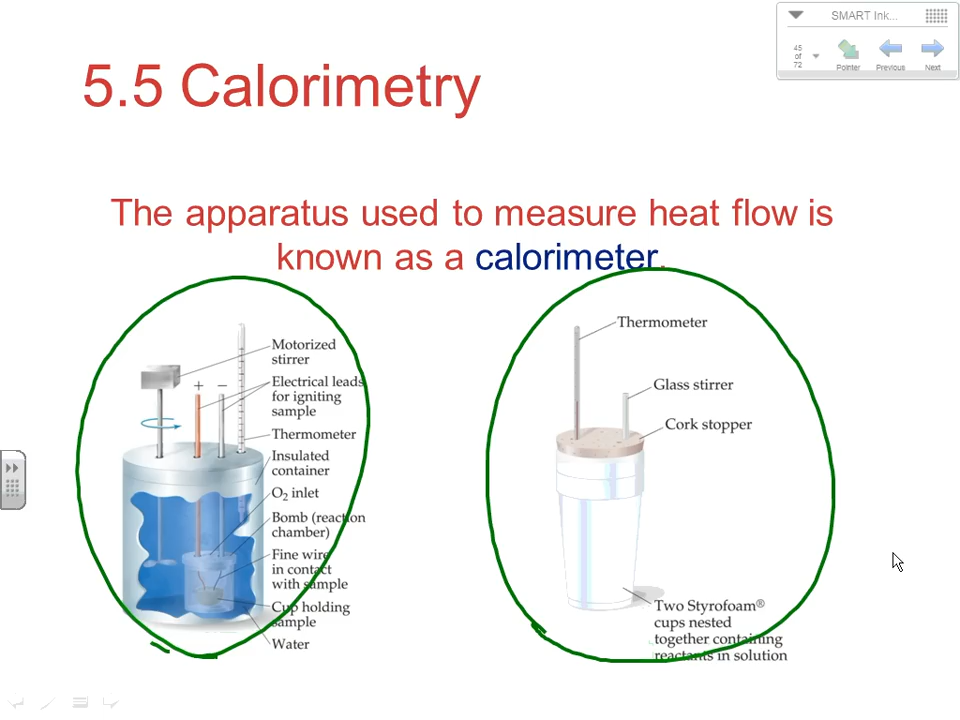 SMART Ink...
45
of
72
Pointer
Previous
Next
5.5 Calorimetry
The apparatus used to measure heat flow is
known as a calorimeter.
Motorized
stirrer
+ −
Electrical leads
for igniting
sample
Thermometer
Insulated
container
O₂ inlet
Bomb (reaction
chamber)
Fine wire
in contact
with sample
Cup holding
sample
Water
Thermometer
Glass stirrer
Cork stopper
Two Styrofoam®
cups nested
together containing
reactants in solution